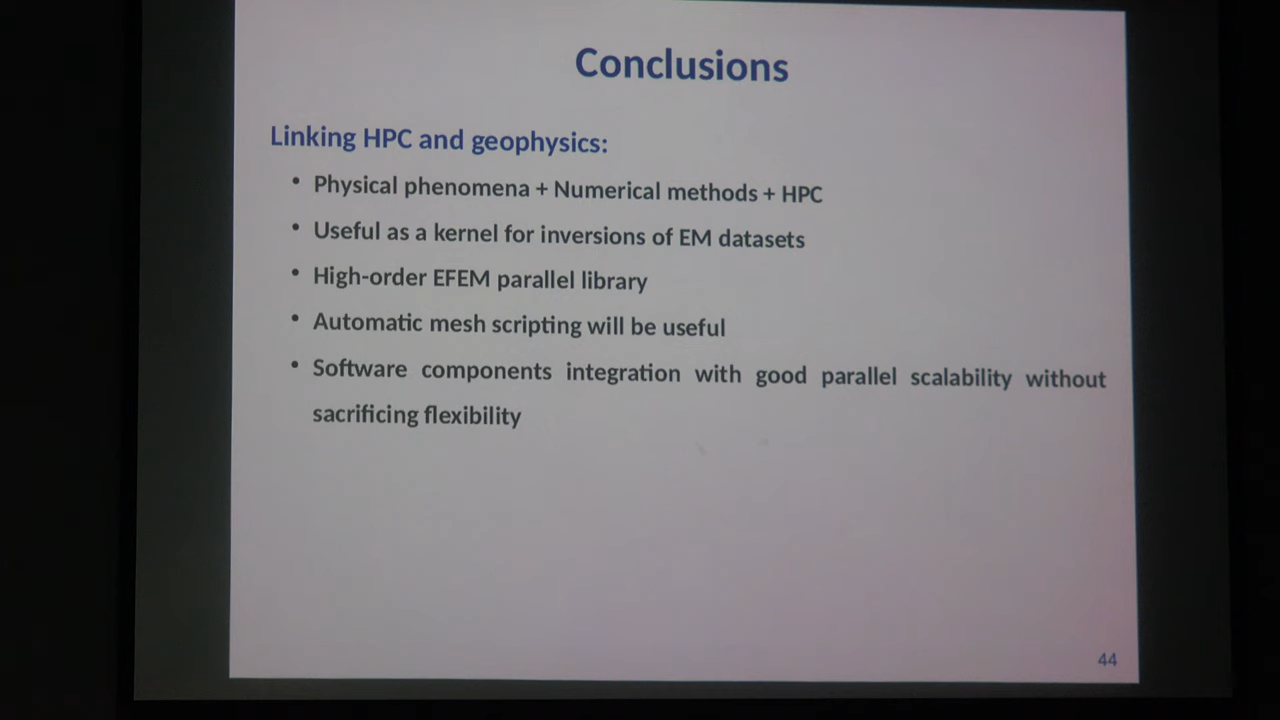 Conclusions
Linking HPC and geophysics:
• Physical phenomena + Numerical methods + HPC
• Useful as a kernel for inversions of EM datasets
• High-order EFEM parallel library
• Automatic mesh scripting will be useful
• Software components integration with good parallel scalability without
sacrificing flexibility
44